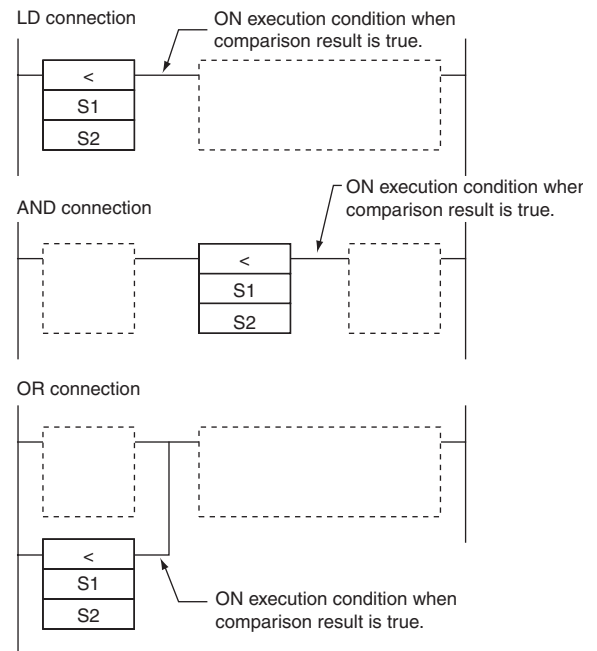 LD connection
ON execution condition when
comparison result is true.
<
S1
S2
AND connection
ON execution condition wher
comparison result is true.
<
S1
S2
OR connection
<
S1
S2
ON execution condition when
comparison result is true.